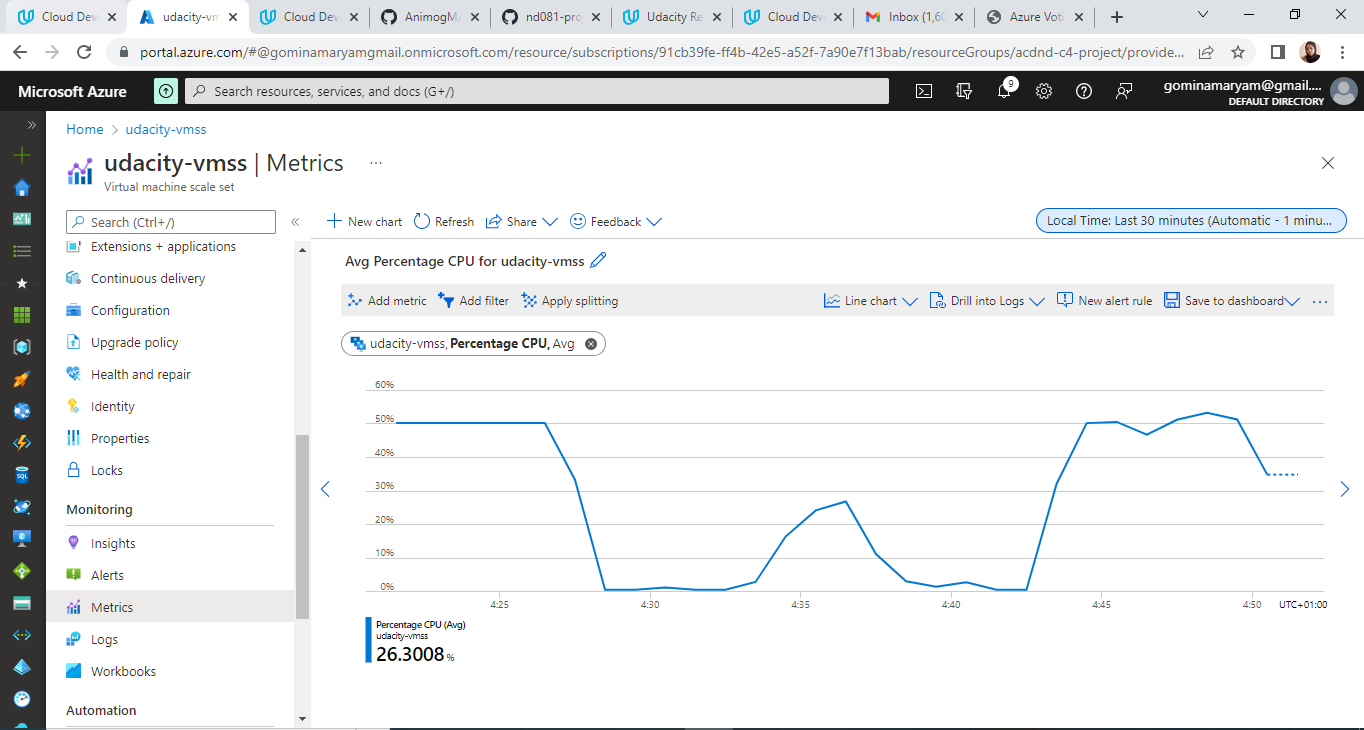 Cloud Dev
udacity-vm
Cloud Dev
AnimogM
nd081-pro
Udacity Re
Cloud Dev
Inbox (1,60
Azure Voti
portal.azure.com/#@gominamaryamgmail.onmicrosoft.com/resource/subscriptions/91cb39fe-ff4b-42e5-a52f-7a90e7f13bab/resourceGroups/acdnd-c4-project/provide...
Microsoft Azure
Search resources, services, and docs (G+/)
9
gominamaryam@gmail....
DEFAULT DIRECTORY
Home > udacity-vmss
udacity-vmss | Metrics ...
Virtual machine scale set
Search (Ctrl+/)
New chart
Refresh
Share
Feedback
Local Time: Last 30 minutes (Automatic - 1 minu...
Extensions + applications
Continuous delivery
Configuration
Upgrade policy
Health and repair
Identity
Properties
Locks
Monitoring
Insights
Alerts
Metrics
Logs
Workbooks
Automation
SQL
Avg Percentage CPU for udacity-vmss
Add metric
Add filter
Apply splitting
Line chart
Drill into Logs
New alert rule
Save to dashboard
...
udacity-vmss, Percentage CPU, Avg
60%
50%
40%
30%
20%
10%
0%
4:25
4:30
4:35
4:40
4:45
4:50
UTC+01:00
Percentage CPU (Avg)
udacity-vmss
26.3008 %